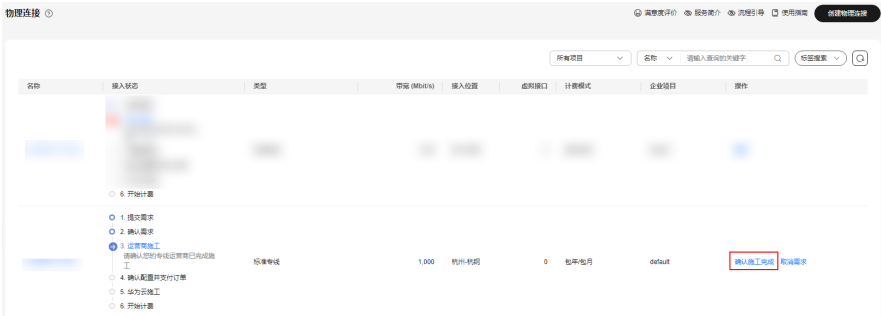 物理连接
满意度评价 服务简介 流程引导 使用指南 创建物理连接
所有项目 名称 请输入查询的关键字 标签搜索
名称 接入状态 类型 带宽 (Mbit/s) 接入位置 虚拟接口 计费模式 企业项目 操作
6. 开始计费
1. 提交需求
2. 确认需求
3. 运营商施工
请确认您的专线运营商已完成施
工
标准专线 1,000 杭州-杭钢 0 包年/包月 default 确认施工完成 取消需求
4. 确认配置并支付订单
5. 华为云施工
6. 开始计费